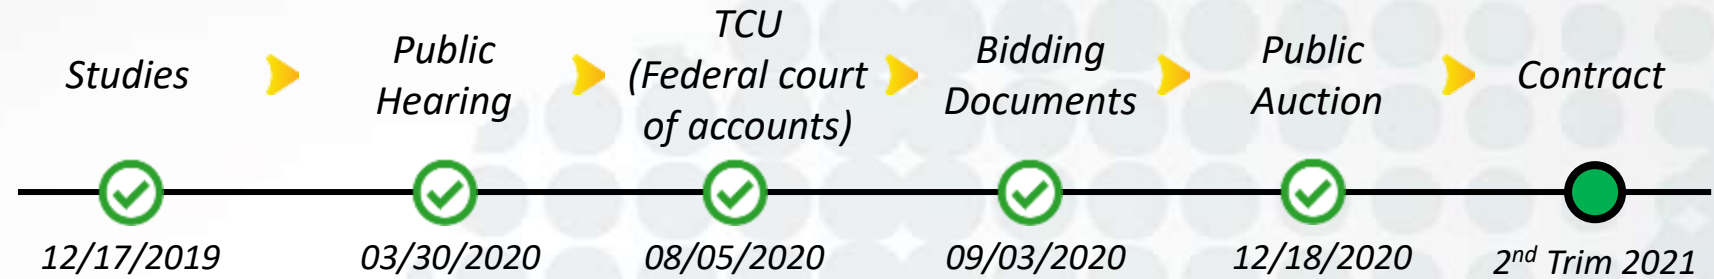 Studies
Public
Hearing
TCU
(Federal court
of accounts)
Bidding
Documents
Public
Auction
Contract
12/17/2019
03/30/2020
08/05/2020
09/03/2020
12/18/2020
2nd Trim 2021